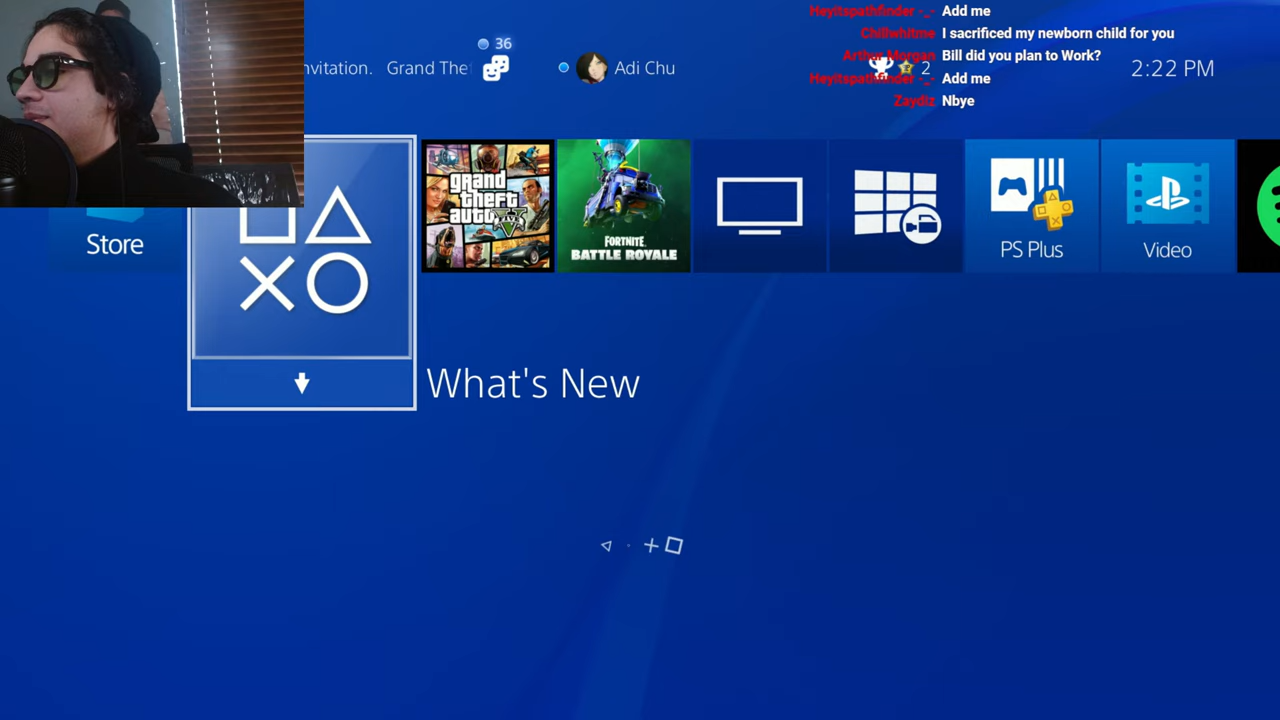 Heyitspathfinder -_- Add me
Chillwhitme I sacrificed my newborn child for you
Arthur Morgan Bill did you plan to Work?
Heyitspathfinder -_- Add me
Zaydiz Nbye
36
nvitation. Grand The
Adi Chu
2
2:22 PM
Store
grand theft auto V
FORTNITE
BATTLE ROYALE
PS Plus
Video
What's New